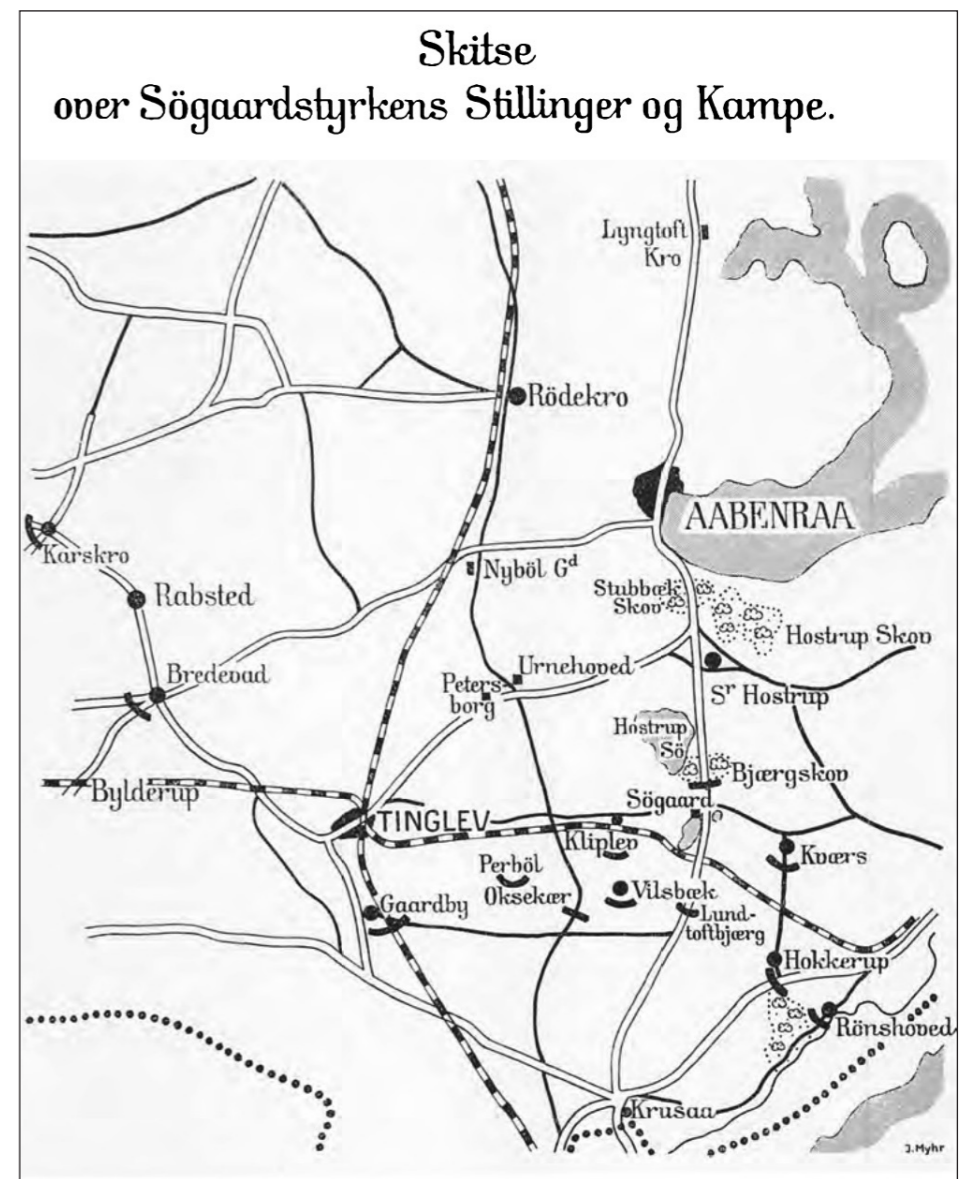 Skitse
over Sögaardstyrkens Stillinger og Kampe.
Lyngtoft
Kro
Rödekro
AABENRAA
Karskro
Nyböl Gd
Rabsted
Stubbæk
Skov
Hostrup Skov
Urnehoved
Bredevad
Peters-
borg
Sr Hostrup
Hostrup
Sö
Bjærgskov
Bylderup
Sögaard
TINGLEV
Kliplev
Kværs
Perböl
Oksekær
Vilsbæk
Gaardby
Lund-
toftbjærg
Hokkerup
Rönshoved
Krusaa
J. Myhr